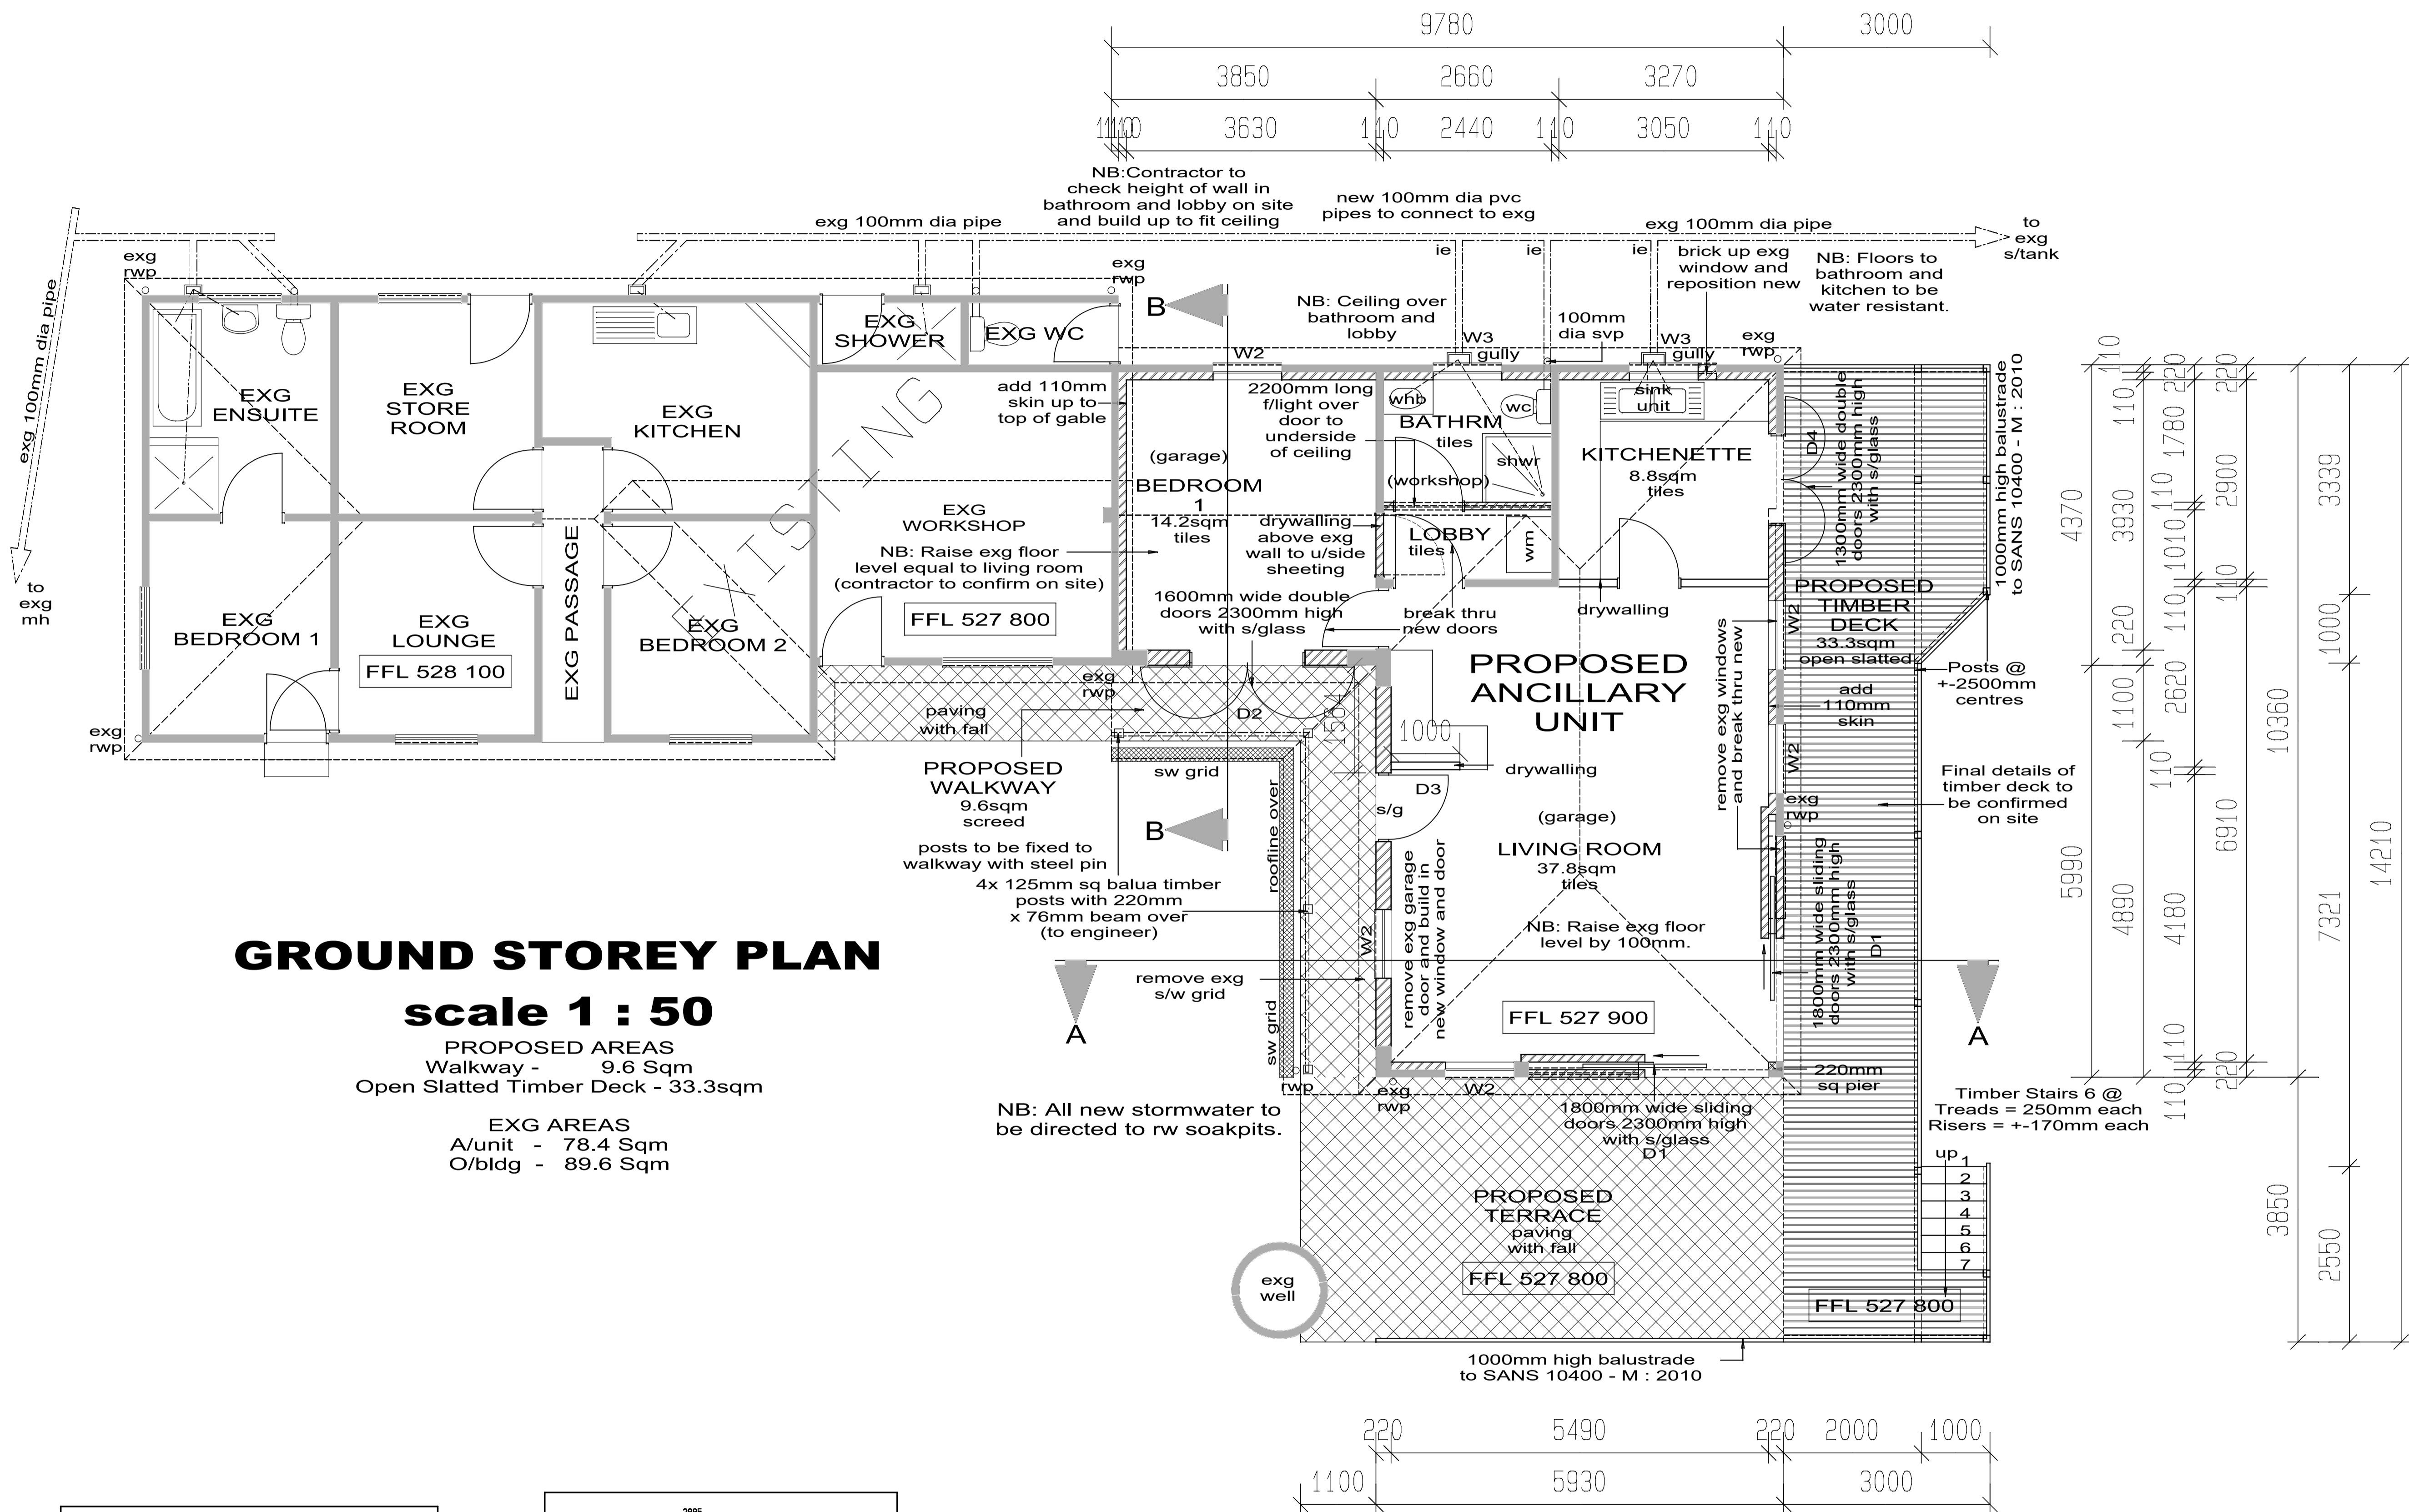 9780
3000
3850
2660
3270
110
3630
110
2440
110
3050
110
NB:Contractor to
check height of wall in
bathroom and lobby on site
and build up to fit ceiling
new 100mm dia pvc
pipes to connect to exg
exg 100mm dia pipe
exg 100mm dia pipe
to
exg
s/tank
exg 100mm dia pipe
to
exg
mh
exg
rwp
exg
rwp
B
ie
ie
ie
brick up exg
window and
reposition new
NB: Floors to
bathroom and
kitchen to be
water resistant.
NB: Ceiling over
bathroom and
lobby
100mm
dia svp
W3
gully
W3
gully
exg
rwp
W2
EXG
ENSUITE
EXG
STORE
ROOM
EXG
KITCHEN
EXG
SHOWER
EXG WC
EXISTING
add 110mm
skin up to
top of gable
2200mm long
f/light over
door to
underside
of ceiling
whb
wc
BATHRM
tiles
shwr
(workshop)
sink
unit
KITCHENETTE
8.8sqm
tiles
D4
1300mm wide double
doors 2300mm high
with s/glass
1000mm high balustrade
to SANS 10400 - M : 2010
(garage)
BEDROOM
1
14.2sqm
tiles
drywalling
above exg
wall to u/side
sheeting
LOBBY
tiles
wm
EXG
WORKSHOP
NB: Raise exg floor
level equal to living room
(contractor to confirm on site)
FFL 527 800
1600mm wide double
doors 2300mm high
with s/glass
break thru
new doors
drywalling
EXG
BEDROOM 1
EXG
LOUNGE
FFL 528 100
EXG PASSAGE
EXG
BEDROOM 2
PROPOSED
TIMBER
DECK
33.3sqm
open slatted
W2
Posts @
+-2500mm
centres
add
110mm
skin
PROPOSED
ANCILLARY
UNIT
remove exg windows
and break thru new
exg
rwp
exg
rwp
paving
with fall
D2
1000
drywalling
W2
PROPOSED
WALKWAY
9.6sqm
screed
sw grid
D3
s/g
B
roofline over
(garage)
LIVING ROOM
37.8sqm
tiles
exg
rwp
Final details of
timber deck to
be confirmed
on site
posts to be fixed to
walkway with steel pin
4x 125mm sq balua timber
posts with 220mm
x 76mm beam over
(to engineer)
remove exg garage
door and build in
new window and door
W2
NB: Raise exg floor
level by 100mm.
1800mm wide sliding
doors 2300mm high
with s/glass
D1
remove exg
s/w grid
sw grid
A
FFL 527 900
A
GROUND STOREY PLAN
scale 1 : 50
PROPOSED AREAS
Walkway - 9.6 Sqm
Open Slatted Timber Deck - 33.3sqm
EXG AREAS
A/unit - 78.4 Sqm
O/bldg - 89.6 Sqm
rwp
exg
rwp
W2
220mm
sq pier
NB: All new stormwater to
be directed to rw soakpits.
1800mm wide sliding
doors 2300mm high
with s/glass
D1
Timber Stairs 6 @
Treads = 250mm each
Risers = +-170mm each
up
1
2
3
4
5
6
7
PROPOSED
TERRACE
paving
with fall
FFL 527 800
exg
well
FFL 527 800
1000mm high balustrade
to SANS 10400 - M : 2010
4370
5990
110
110
3930
220
1100
4890
220
1780
110
1010
110
2620
110
4180
110
110
220
2900
110
6910
220
10360
3850
3339
1000
7321
2550
14210
220
5490
220
2000
1000
1100
5930
3000